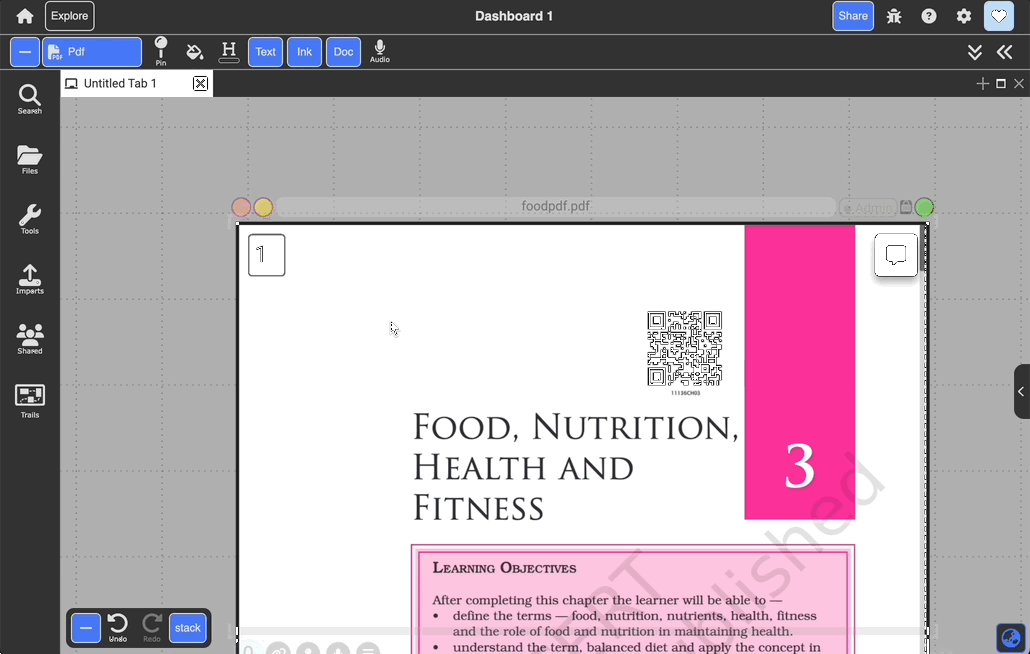 Explore
Dashboard 1
Share
Pdf
Pin
H
Text
Ink
Doc
Audio
Untitled Tab 1
Search
Files
Tools
Imports
Shared
Trails
foodpdf.pdf
Admin
1
11136CH03
FOOD, NUTRITION,
HEALTH AND
FITNESS
3
LEARNING OBJECTIVES
After completing this chapter the learner will be able to —
• define the terms — food, nutrition, nutrients, health, fitness
and the role of food and nutrition in maintaining health.
• understand the term, balanced diet and apply the concept in
Undo
Redo
stack